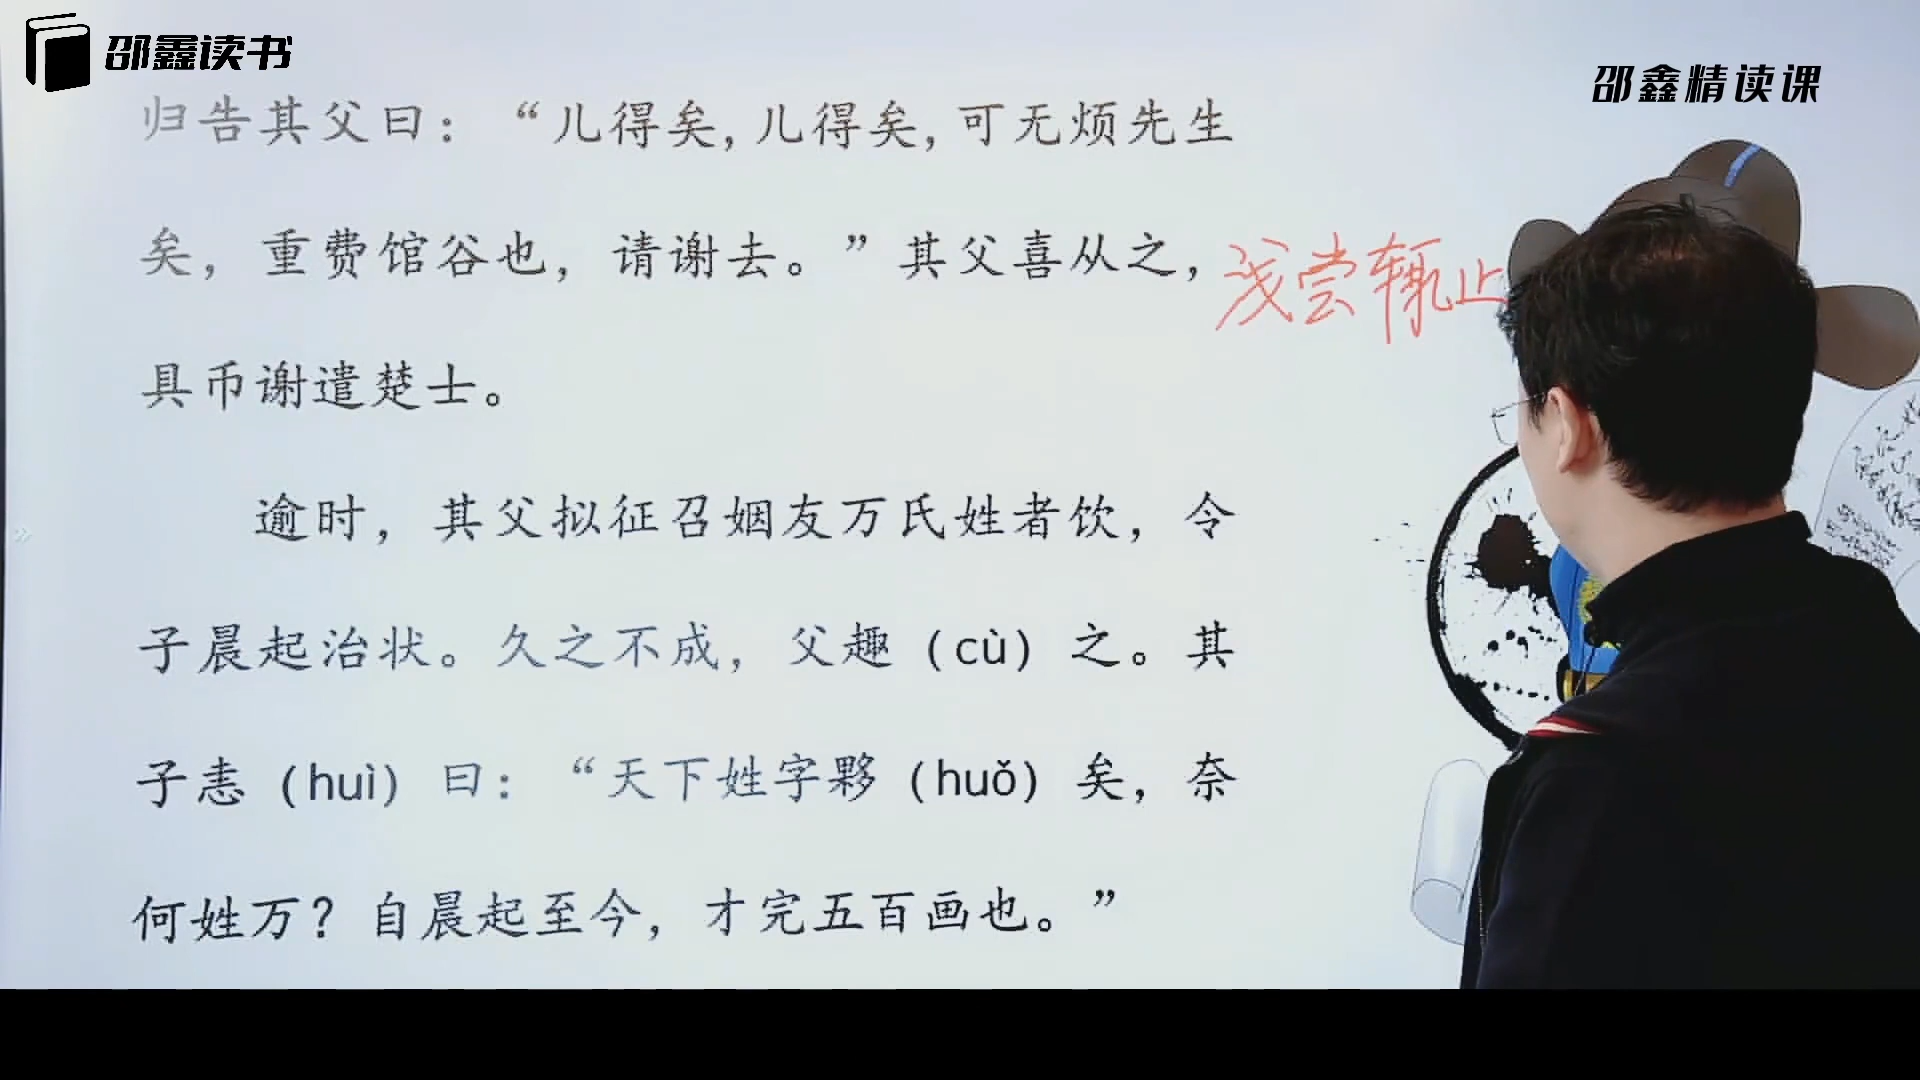 邵鑫读书
邵鑫精读课
归告其父曰：“儿得矣，儿得矣，可无烦先生
矣，重费馆谷也，请谢去。”其父喜从之，
浅尝辄止
具币谢遣楚士。
逾时，其父拟征召姻友万氏姓者饮，令
子晨起治状。久之不成，父趣（cù）之。其
子恚（huì）曰：“天下姓字夥（huǒ）矣，奈
何姓万？自晨起至今，才完五百画也。”